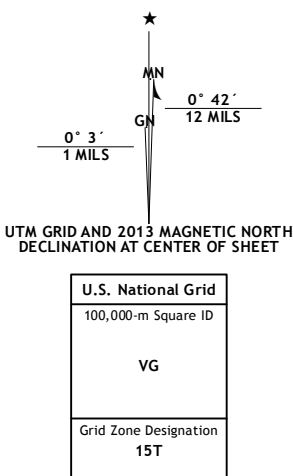 ★
MN
0° 42´
12 MILS
GN
0° 3´
1 MILS
UTM GRID AND 2013 MAGNETIC NORTH
DECLINATION AT CENTER OF SHEET
U.S. National Grid
100,000-m Square ID
VG
Grid Zone Designation
15T